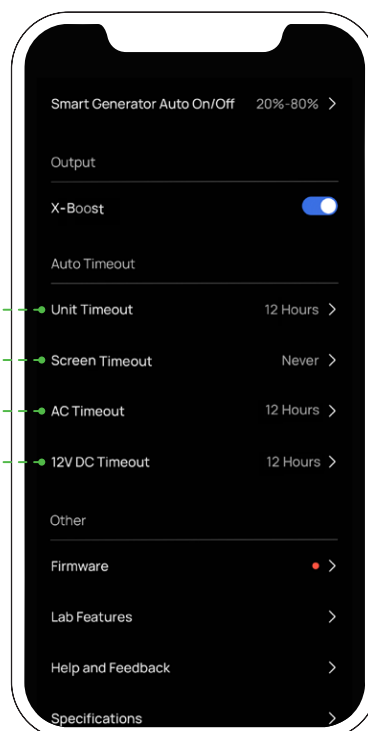 Smart Generator Auto On/Off 20%-80% >
Output
X-Boost
Auto Timeout
Unit Timeout 12 Hours >
Screen Timeout Never >
AC Timeout 12 Hours >
12V DC Timeout 12 Hours >
Other
Firmware >
Lab Features >
Help and Feedback >
Specifications >